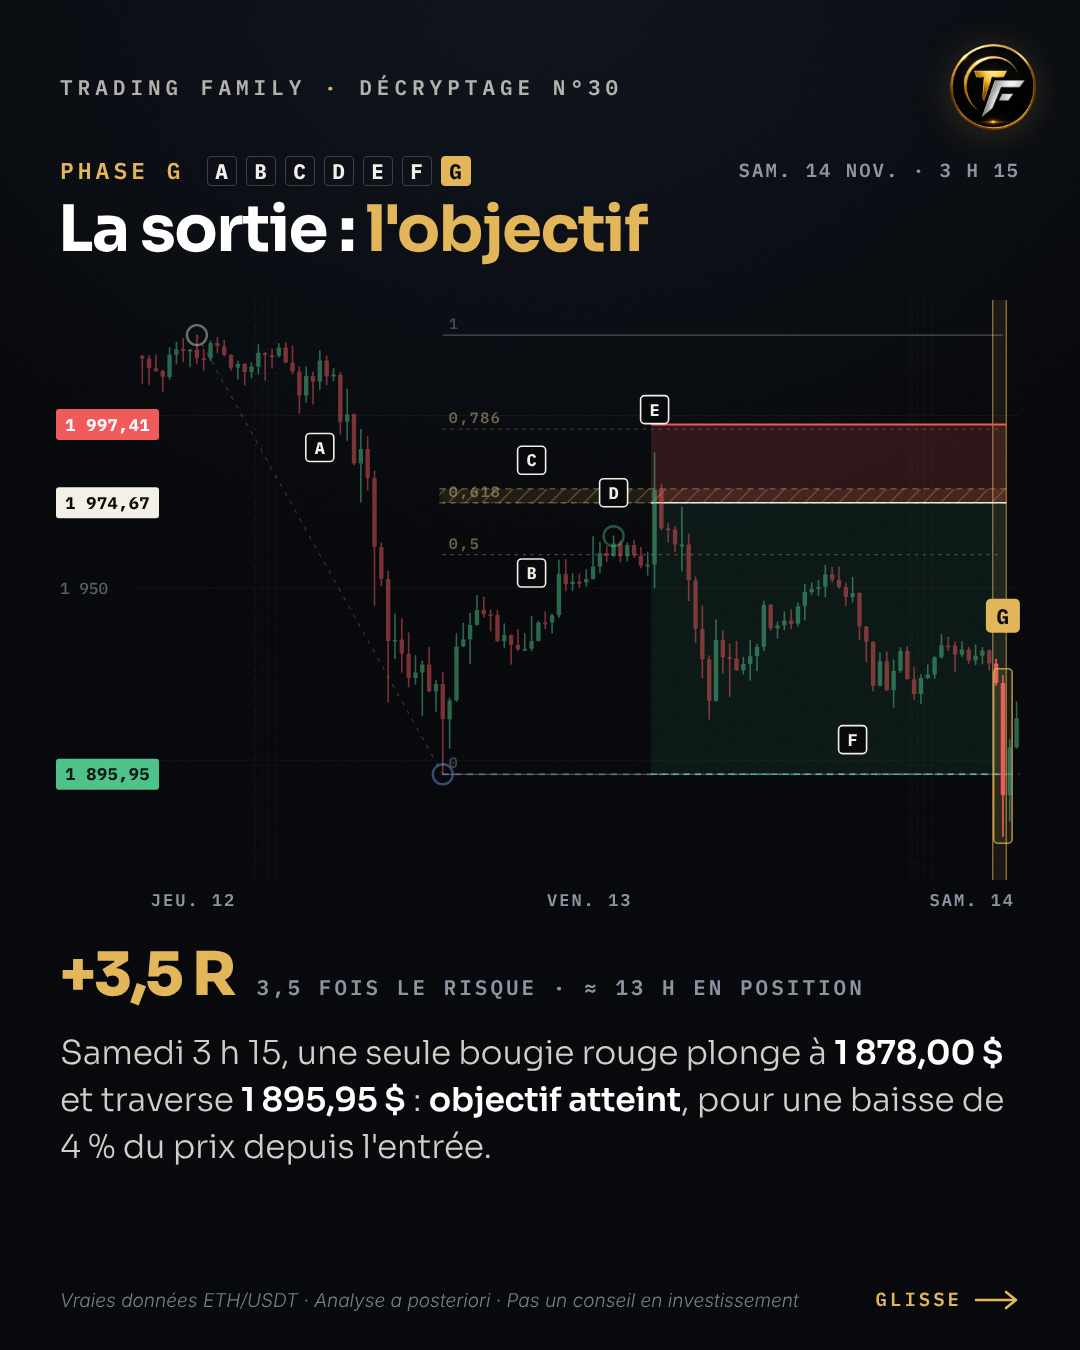 TRADING FAMILY · DÉCRYPTAGE N°30
TF
PHASE G A B C D E F G
SAM. 14 NOV. · 3 H 15
La sortie : l'objectif
1
E
0,786
1 997,41
A
C
0,618
D
1 974,67
0,5
B
1 950
G
F
0
1 895,95
JEU. 12
VEN. 13
SAM. 14
+3,5 R 3,5 FOIS LE RISQUE · ≈ 13 H EN POSITION
Samedi 3 h 15, une seule bougie rouge plonge à 1 878,00 $
et traverse 1 895,95 $ : objectif atteint, pour une baisse de
4 % du prix depuis l'entrée.
Vraies données ETH/USDT · Analyse a posteriori · Pas un conseil en investissement
GLISSE →